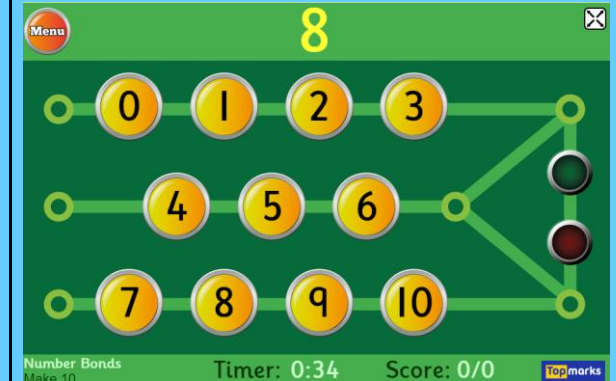 Menu
8
0 1 2 3
4 5 6
7 8 9 10
Number Bonds
Make 10
Timer: 0:34
Score: 0/0
Topmarks